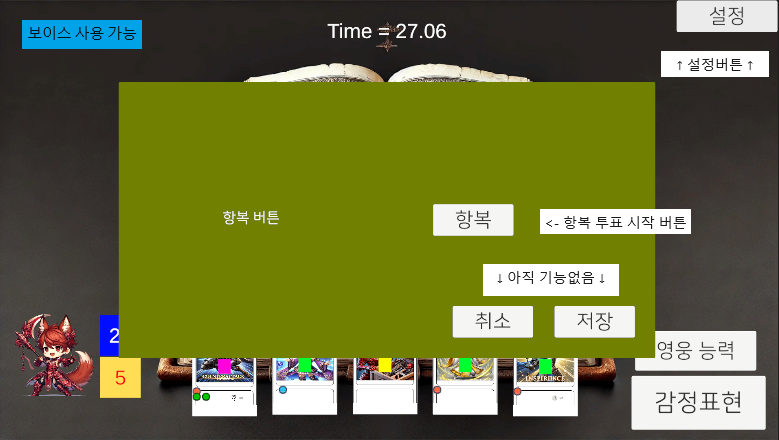 보이스 사용 가능
Time = 27.06
설정
↑ 설정버튼 ↑
항복 버튼
항복
<- 항복 투표 시작 버튼
↓ 아직 기능없음 ↓
취소
저장
2
5
영웅 능력
감정표현